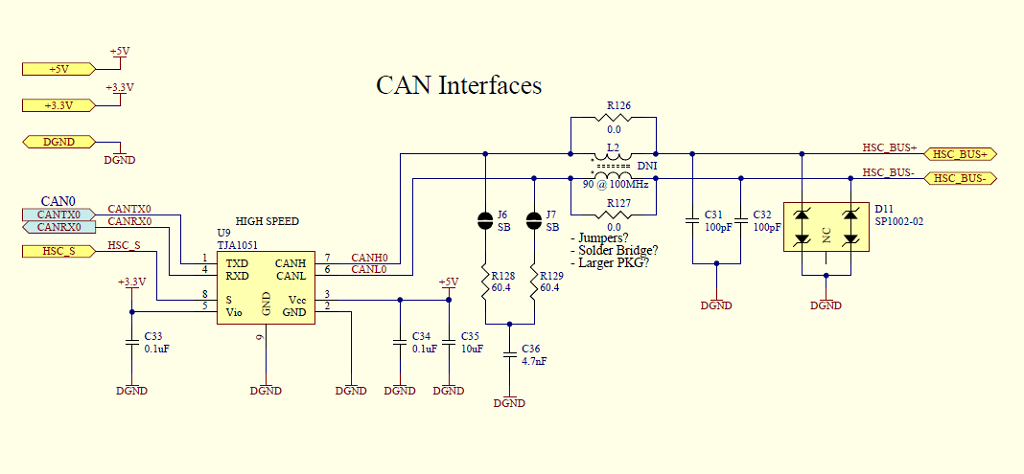 CAN Interfaces
+5V
+5V
+3.3V
+3.3V
DGND
DGND
R126
0.0
L2
DNI
90 @ 100MHz
R127
0.0
HSC_BUS+
HSC_BUS+
HSC_BUS-
HSC_BUS-
- Jumpers?
- Solder Bridge?
- Larger PKG?
J6
SB
J7
SB
C31
100pF
C32
100pF
D11
SP1002-02
NC
DGND
DGND
CAN0
CANTX0
CANTX0
CANRX0
CANRX0
HSC_S
HSC_S
HIGH SPEED
U9
TJA1051
1
TXD
4
RXD
8
S
5
Vio
GND
9
CANH
7
CANH0
CANL
6
CANL0
Vcc
3
GND
2
+3.3V
+5V
R128
60.4
R129
60.4
C33
0.1uF
C34
0.1uF
C35
10uF
C36
4.7nF
DGND
DGND
DGND
DGND
DGND
DGND